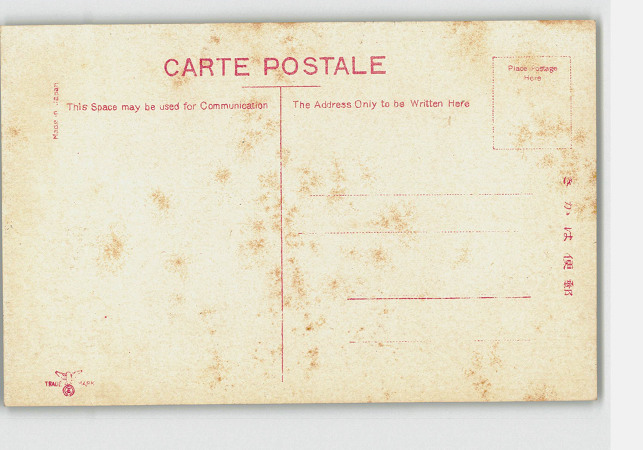 CARTE POSTALE
Place Postage
Here
This Space may be used for Communication
The Address Only to be Written Here
Made in Japan
きかは便郵
TRADE MARK